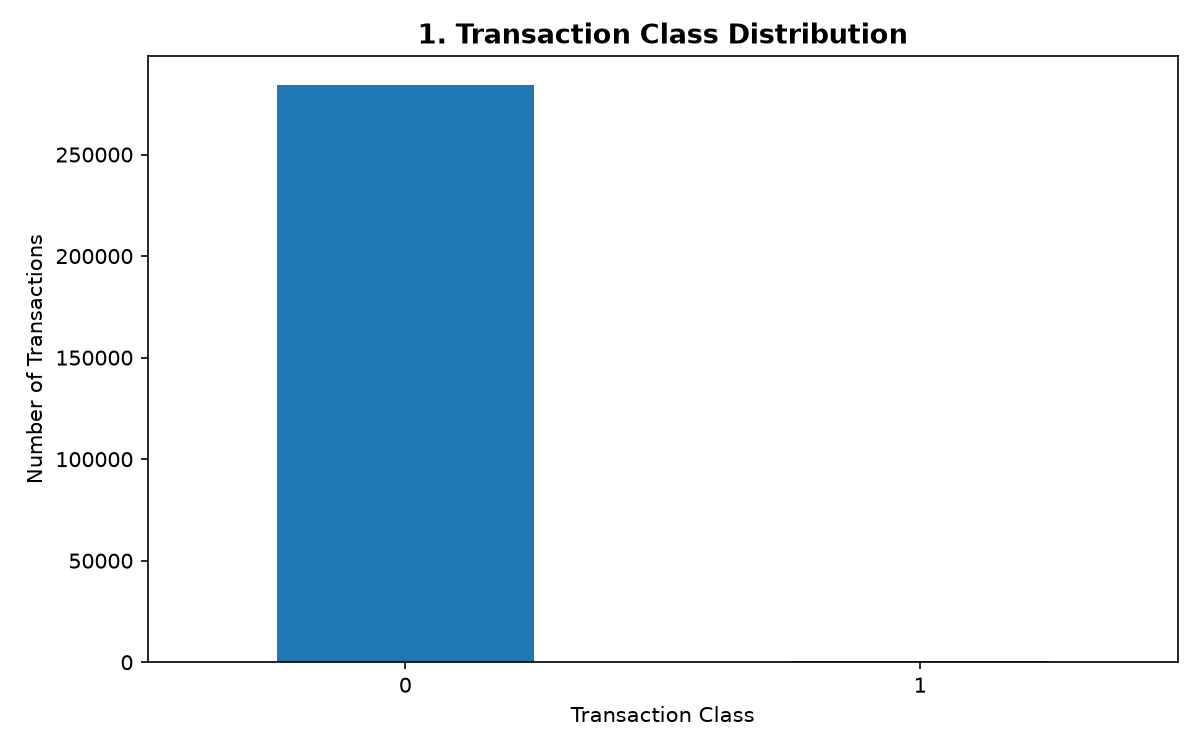 1. Transaction Class Distribution
Number of Transactions
250000
200000
150000
100000
50000
0
0
1
Transaction Class